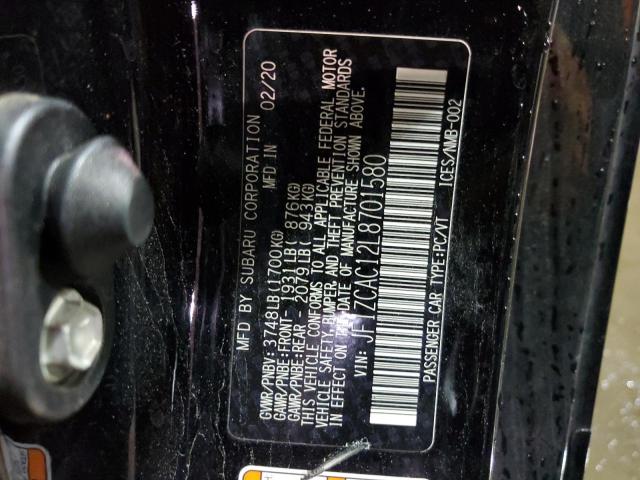 MFD BY SUBARU CORPORATION 02/20
MFD IN
GVWR/PNBV: 3748LB(1700KG)
GAWR/PNBE:FRONT- 1931LB( 876KG)
GAWR/PNBE:REAR- 2079LB( 943KG)
THIS VEHICLE CONFORMS TO ALL APPLICABLE FEDERAL MOTOR
VEHICLE SAFETY,BUMPER,AND THEFT PREVENTION STANDARDS
IN EFFECT ON THE DATE OF MANUFACTURE SHOWN ABOVE.
VIN: JF1ZCAC12L8701580
PASSENGER CAR TYPE:PC/VT ICES/NMB-002